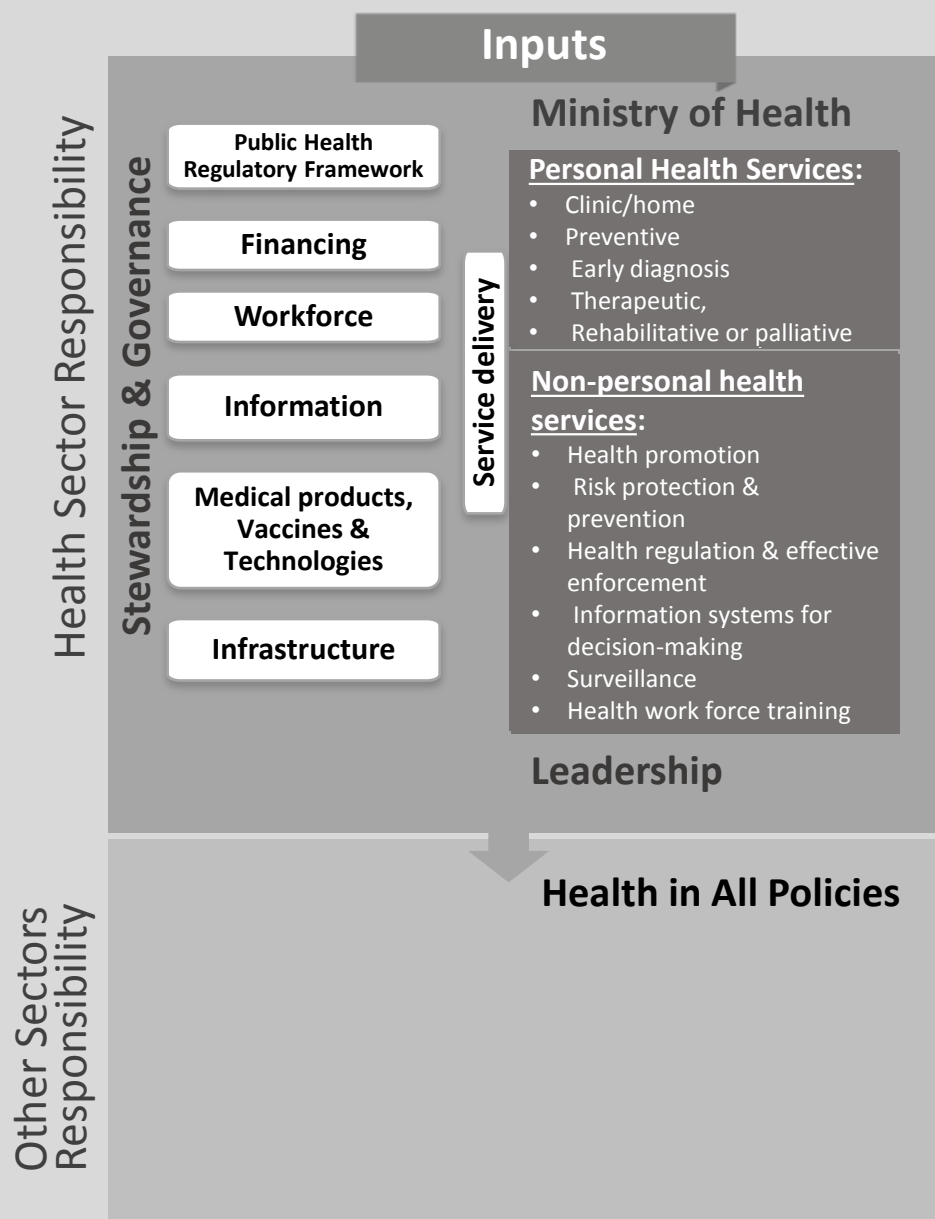 Inputs
Health Sector Responsibility
Stewardship & Governance
Public Health
Regulatory Framework
Financing
Workforce
Information
Medical products,
Vaccines &
Technologies
Infrastructure
Service delivery
Ministry of Health
Personal Health Services:
• Clinic/home
• Preventive
• Early diagnosis
• Therapeutic,
• Rehabilitative or palliative
Non-personal health
services:
• Health promotion
• Risk protection &
prevention
• Health regulation & effective
enforcement
• Information systems for
decision-making
• Surveillance
• Health work force training
Leadership
Other Sectors
Responsibility
Health in All Policies